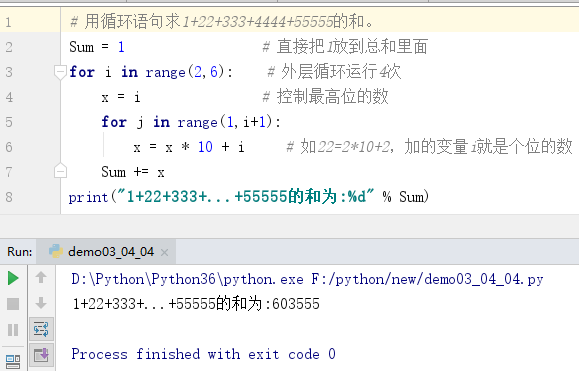 1 # 用循环语句求1+22+333+4444+55555的和。
2 Sum = 1 # 直接把1放到总和里面
3 for i in range(2,6): # 外层循环运行4次
4 x = i # 控制最高位的数
5 for j in range(1,i+1):
6 x = x * 10 + i # 如22=2*10+2，加的变量i就是个位的数
7 Sum += x
8 print("1+22+333+...+55555的和为:%d" % Sum)
Run: demo03_04_04 ×
D:\Python\Python36\python.exe F:/python/new/demo03_04_04.py
1+22+333+...+55555的和为:603555
Process finished with exit code 0